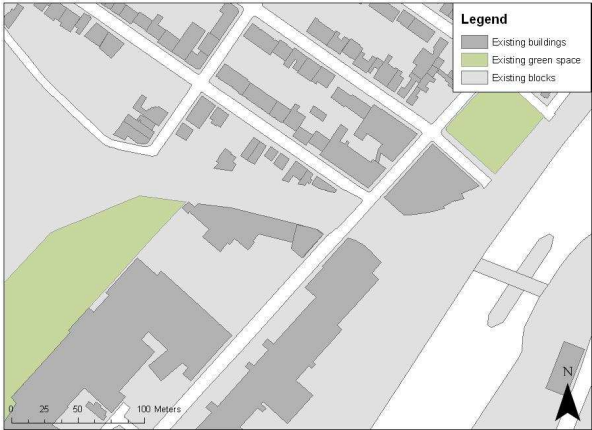 Legend
Existing buildings
Existing green space
Existing blocks
N
0 25 50 100 Meters